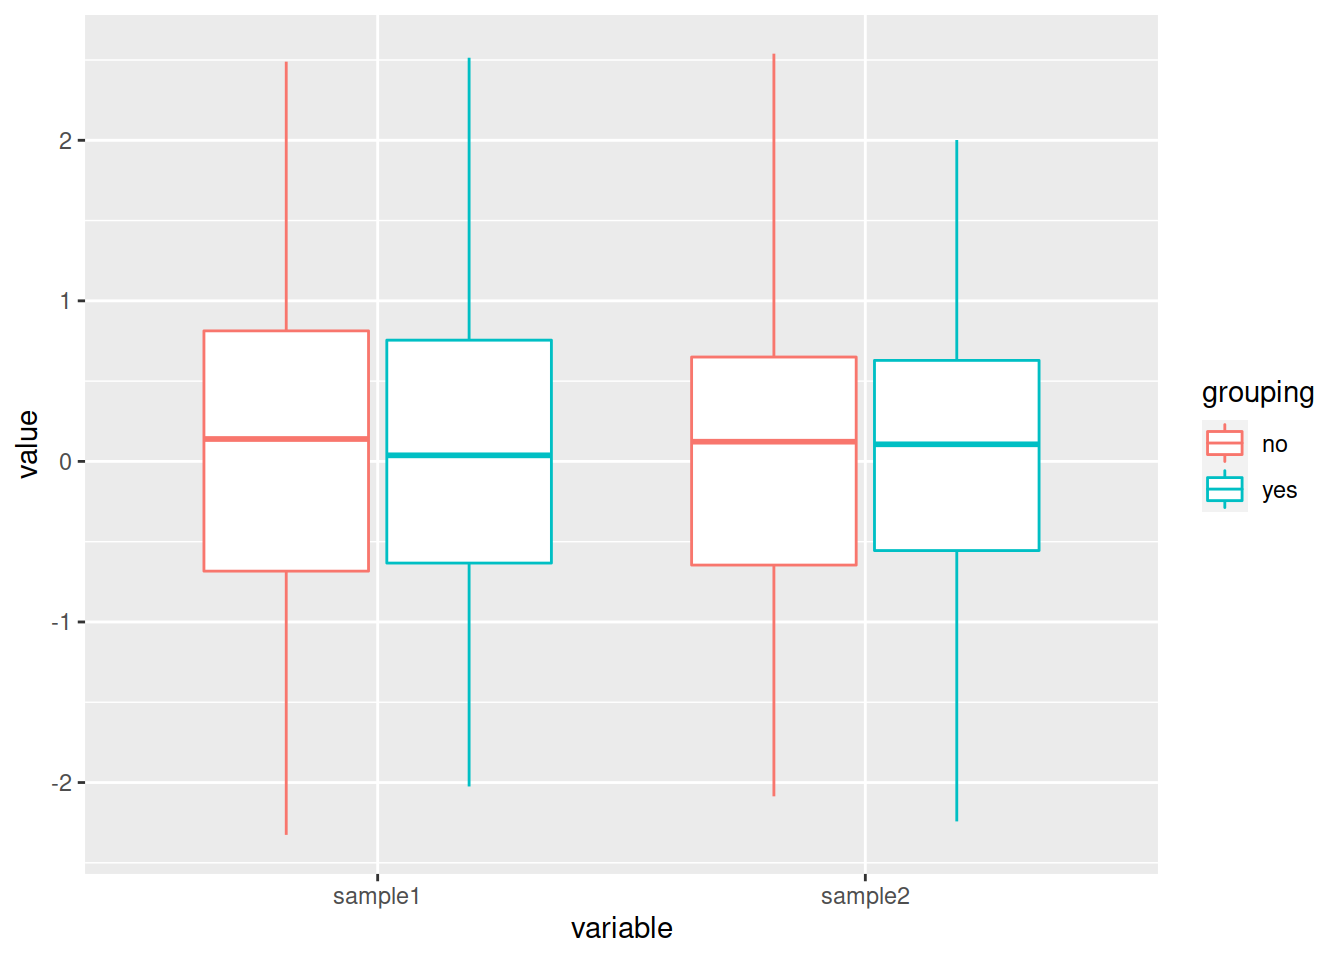 value
2
1
0
-1
-2
sample1 sample2
variable
grouping
no
yes